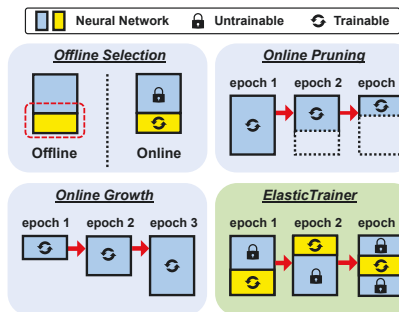 Neural Network Untrainable Trainable
Offline Selection
Offline Online
Online Pruning
epoch 1 epoch 2 epoch
Online Growth
epoch 1 epoch 2 epoch 3
ElasticTrainer
epoch 1 epoch 2 epoch